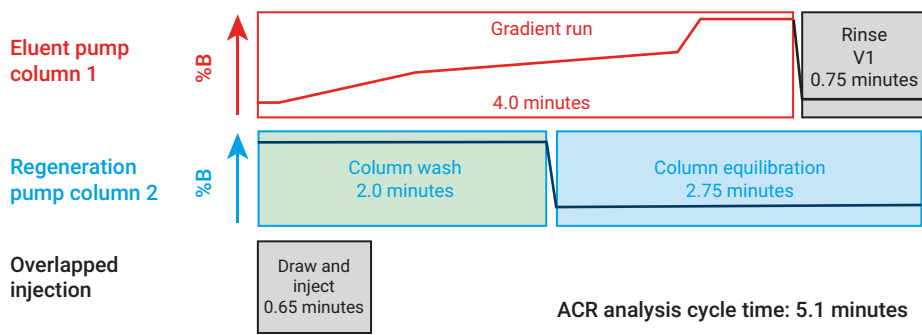 Eluent pump
column 1
%B
Gradient run
4.0 minutes
Rinse
V1
0.75 minutes
Regeneration
pump column 2
%B
Column wash
2.0 minutes
Column equilibration
2.75 minutes
Overlapped
injection
Draw and
inject
0.65 minutes
ACR analysis cycle time: 5.1 minutes